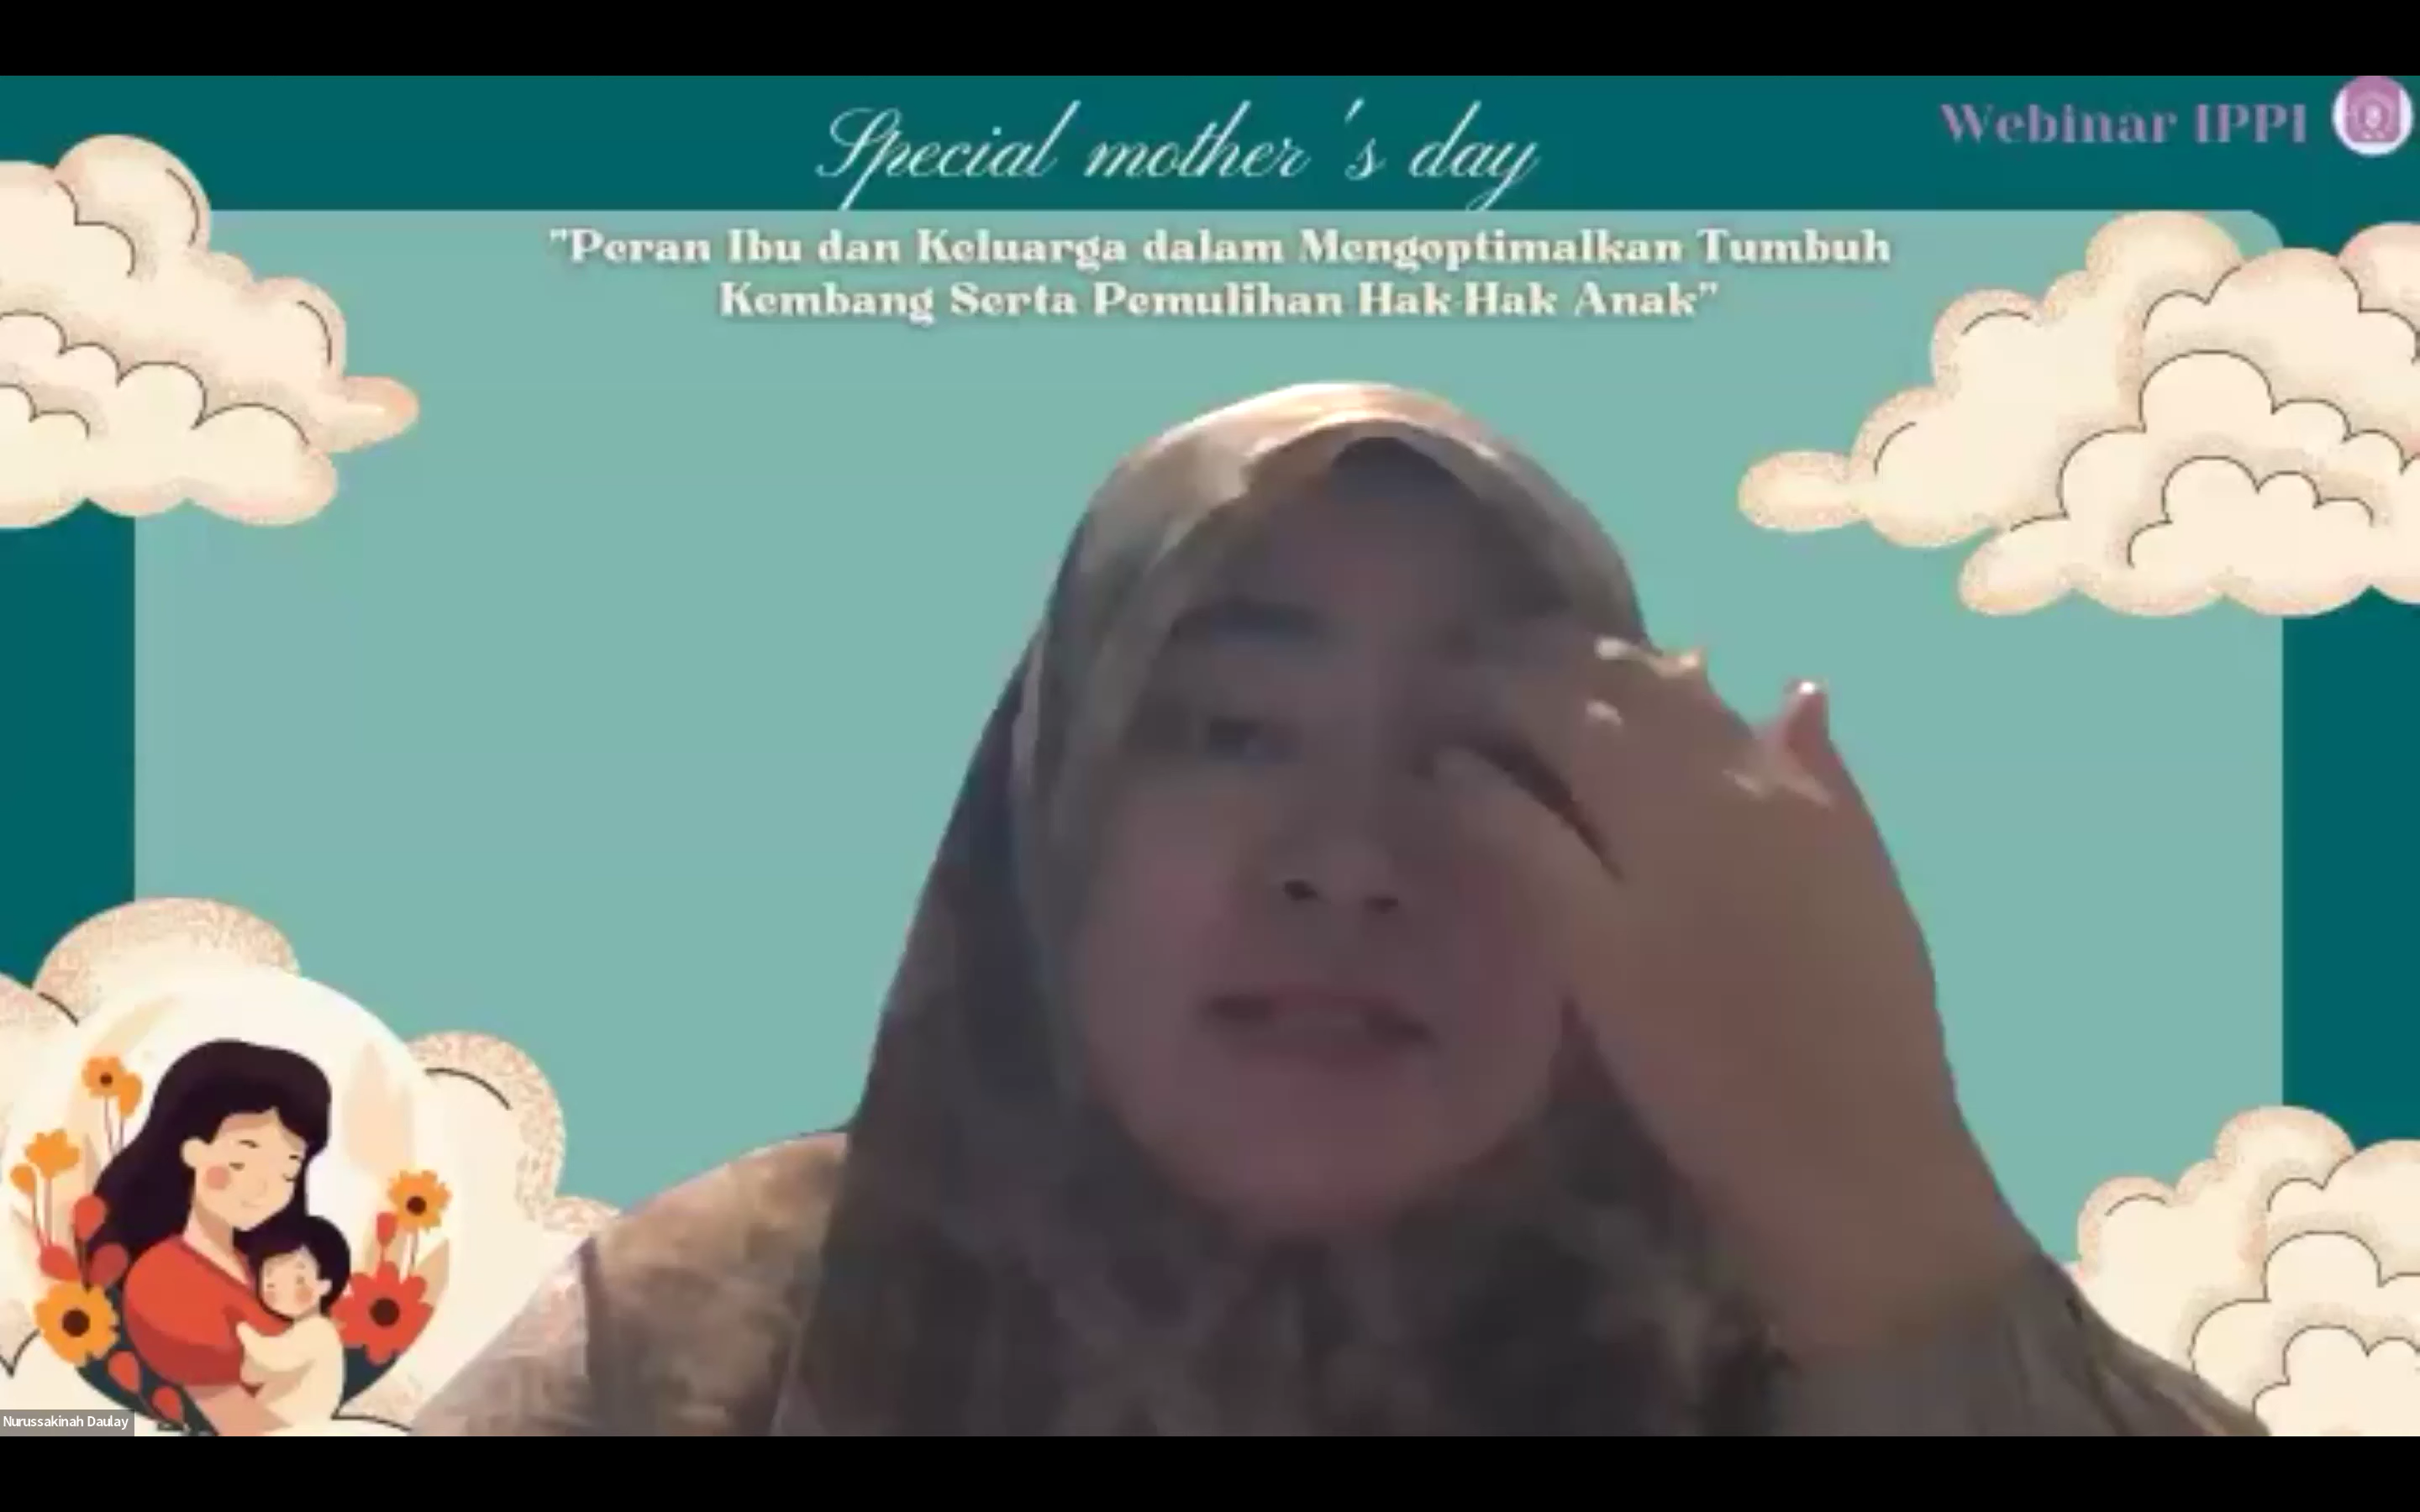 Special mother's day
Webinar IPPI
"Peran Ibu dan Keluarga dalam Mengoptimalkan Tumbuh
Kembang Serta Pemulihan Hak-Hak Anak"
Nurussakinah Daulay